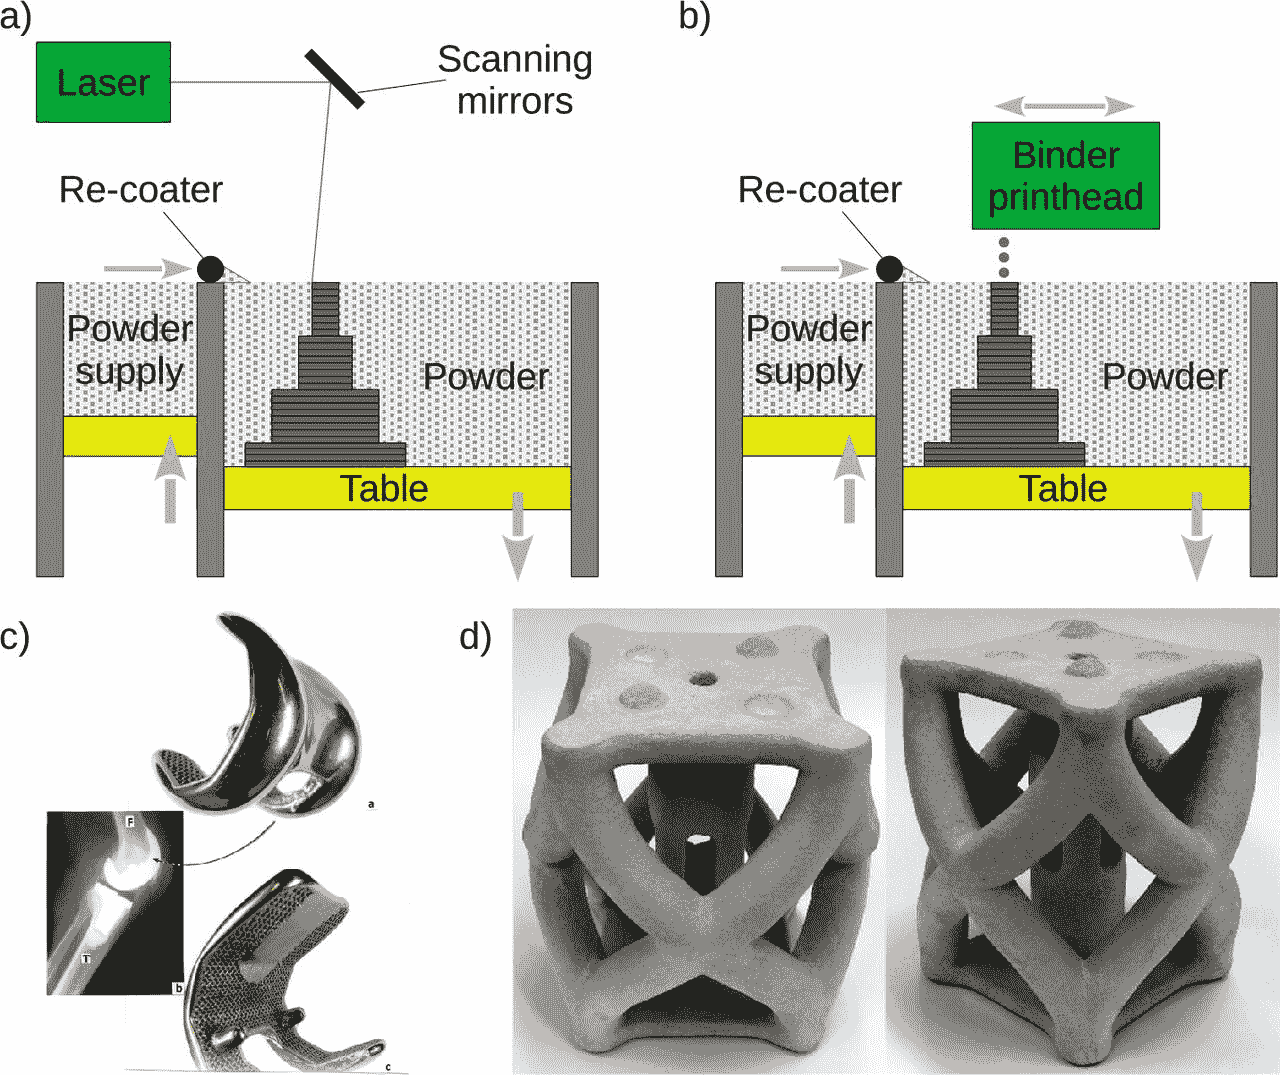 a)
Laser
Scanning
mirrors
Re-coater
Powder
supply
Powder
Table
b)
Binder
printhead
Re-coater
Powder
supply
Powder
Table
c)
a
F
T
b
c
d)